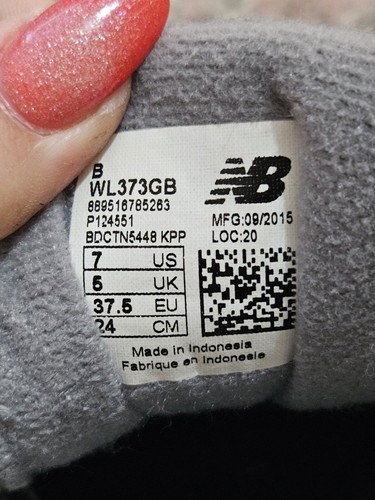 B
WL373GB
889516785263
P124551
BDCTN5448 KPP
NB
MFG:09/2015
LOC:20
7 US
5 UK
37.5 EU
24 CM
Made in Indonesia
Fabrique en Indonesie